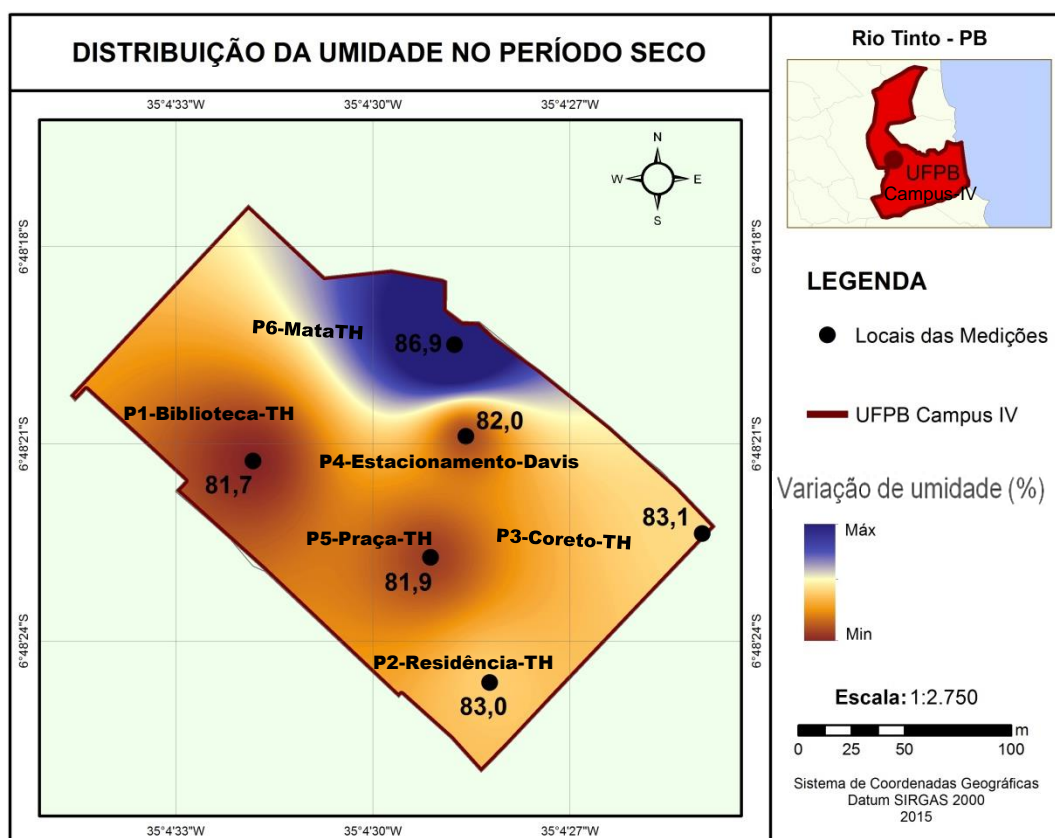 DISTRIBUIÇÃO DA UMIDADE NO PERÍODO SECO
35°4'33"W
35°4'30"W
35°4'27"W
N
W
E
S
6°48'18"S
6°48'18"S
P6-MataTH
86,9
P1-Biblioteca-TH
82,0
6°48'21"S
6°48'21"S
P4-Estacionamento-Davis
81,7
83,1
P5-Praça-TH
P3-Coreto-TH
81,9
6°48'24"S
6°48'24"S
P2-Residência-TH
83,0
35°4'33"W
35°4'30"W
35°4'27"W
Rio Tinto - PB
UFPB
Campus-IV
LEGENDA
Locais das Medições
UFPB Campus IV
Variação de umidade (%)
Máx
Min
Escala: 1:2.750
m
0 25 50 100
Sistema de Coordenadas Geográficas
Datum SIRGAS 2000
2015